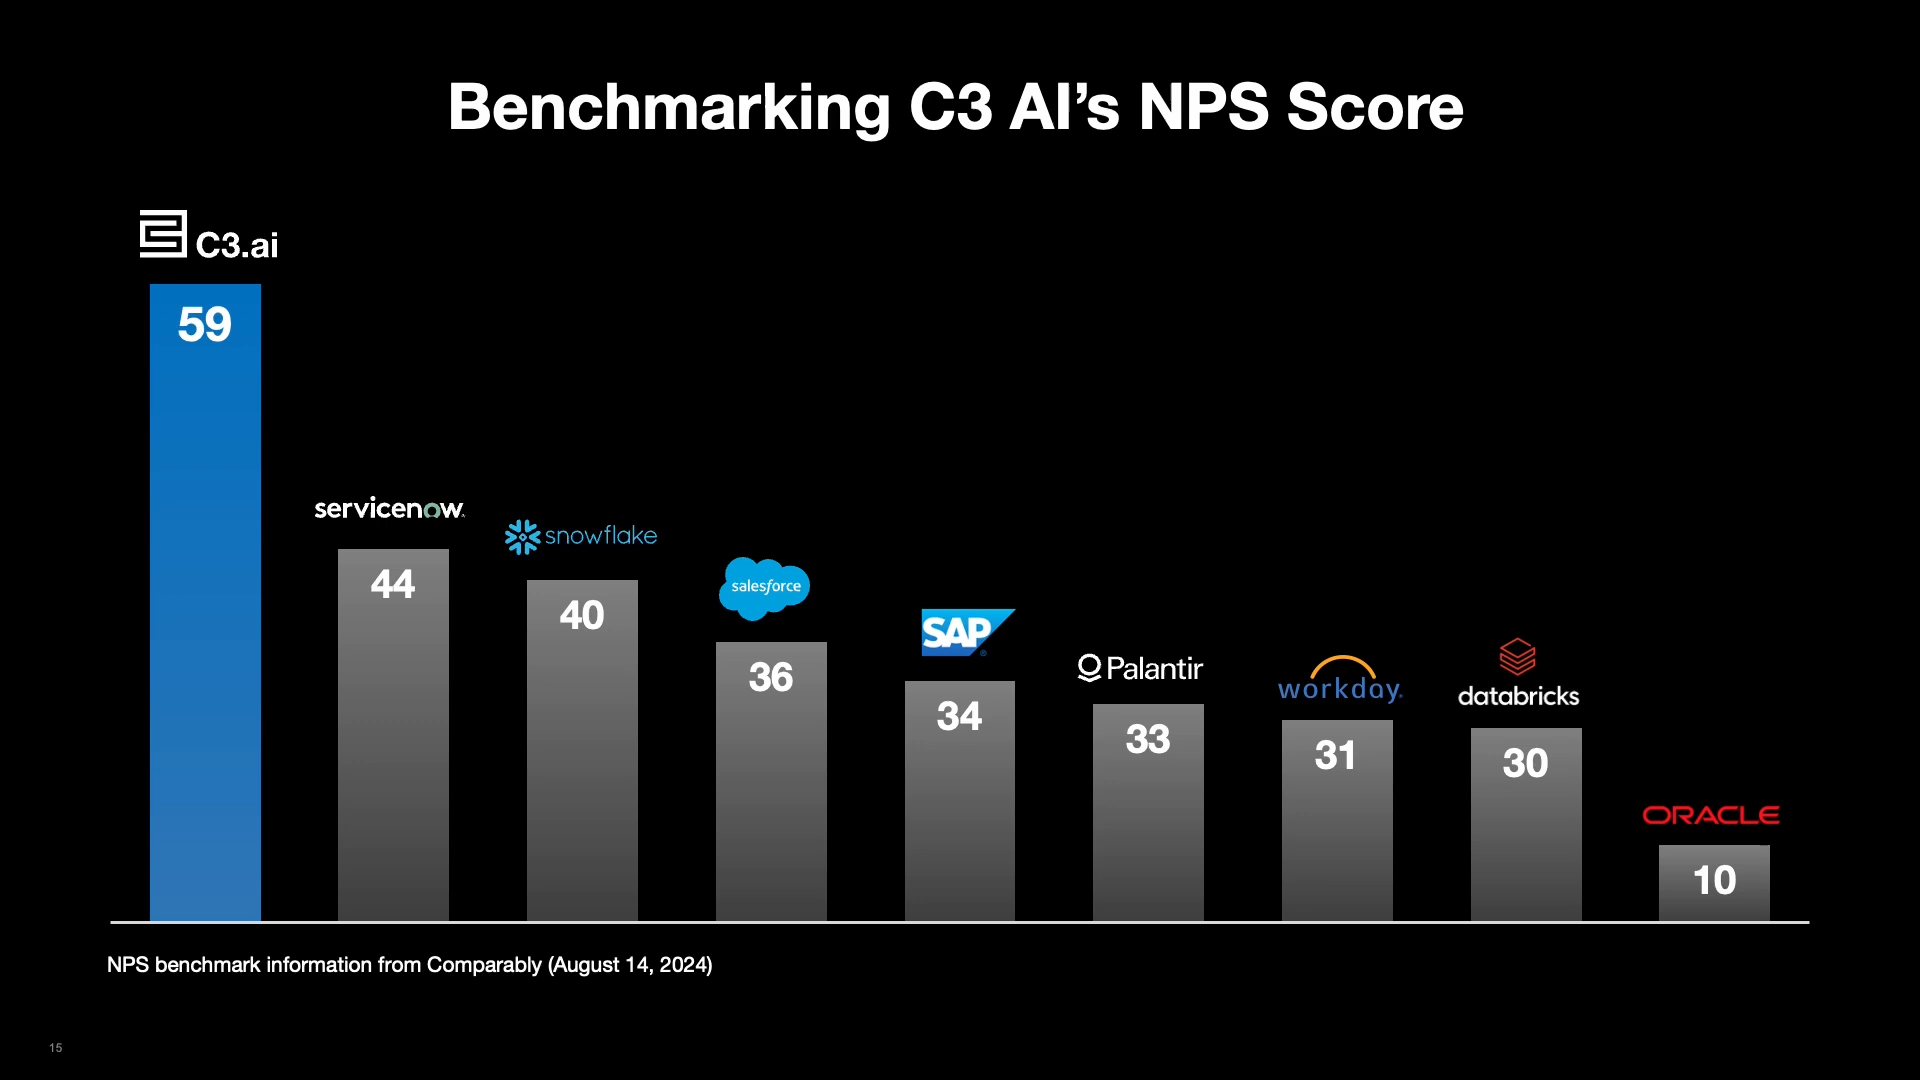 Benchmarking C3 AI’s NPS Score
C3.ai
59
servicenow
44
snowflake
40
salesforce
36
SAP
34
Palantir
33
workday
31
databricks
30
ORACLE
10
NPS benchmark information from Comparably (August 14, 2024)
15